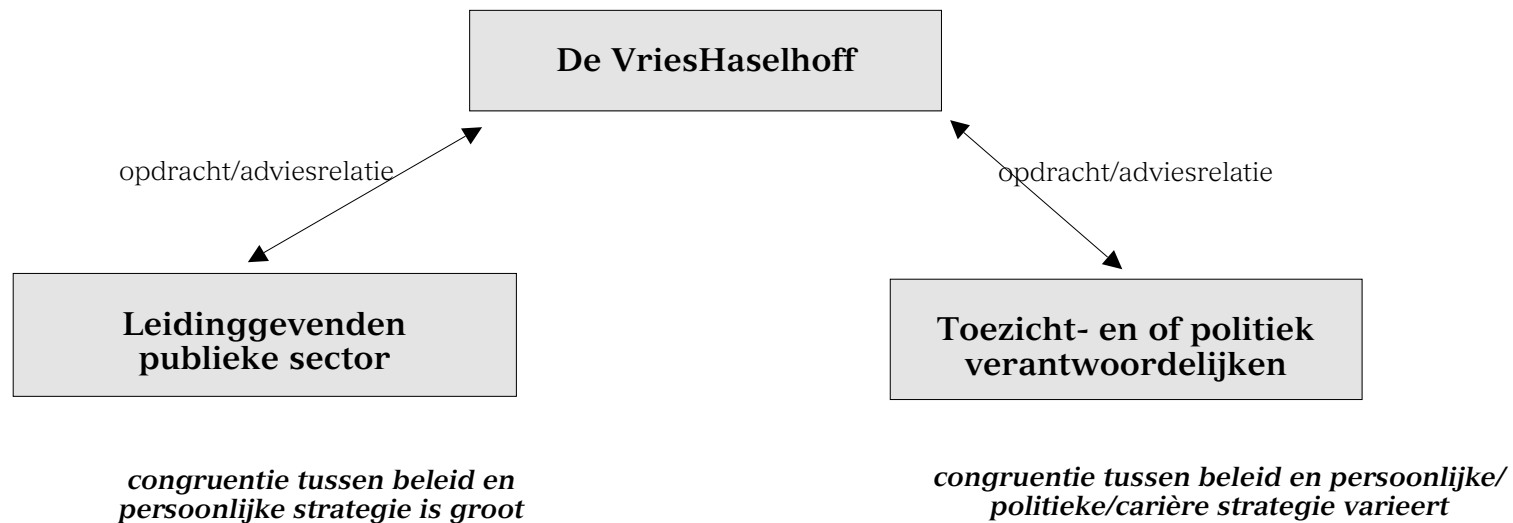 De VriesHaselhoff
opdracht/adviesrelatie
opdracht/adviesrelatie
Leidinggevenden
publieke sector
Toezicht- en of politiek
verantwoordelijken
congruentie tussen beleid en
persoonlijke strategie is groot
congruentie tussen beleid en persoonlijke/
politieke/carière strategie varieert